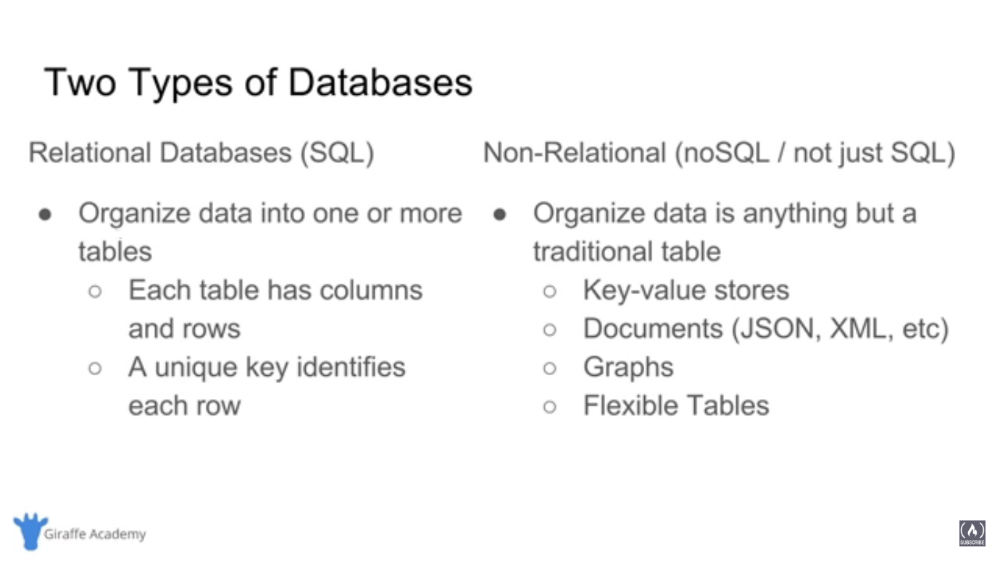 Two Types of Databases
Relational Databases (SQL)
● Organize data into one or more
tables
○ Each table has columns
and rows
○ A unique key identifies
each row
Non-Relational (noSQL / not just SQL)
● Organize data is anything but a
traditional table
○ Key-value stores
○ Documents (JSON, XML, etc)
○ Graphs
○ Flexible Tables
Giraffe Academy
SUBSCRIBE